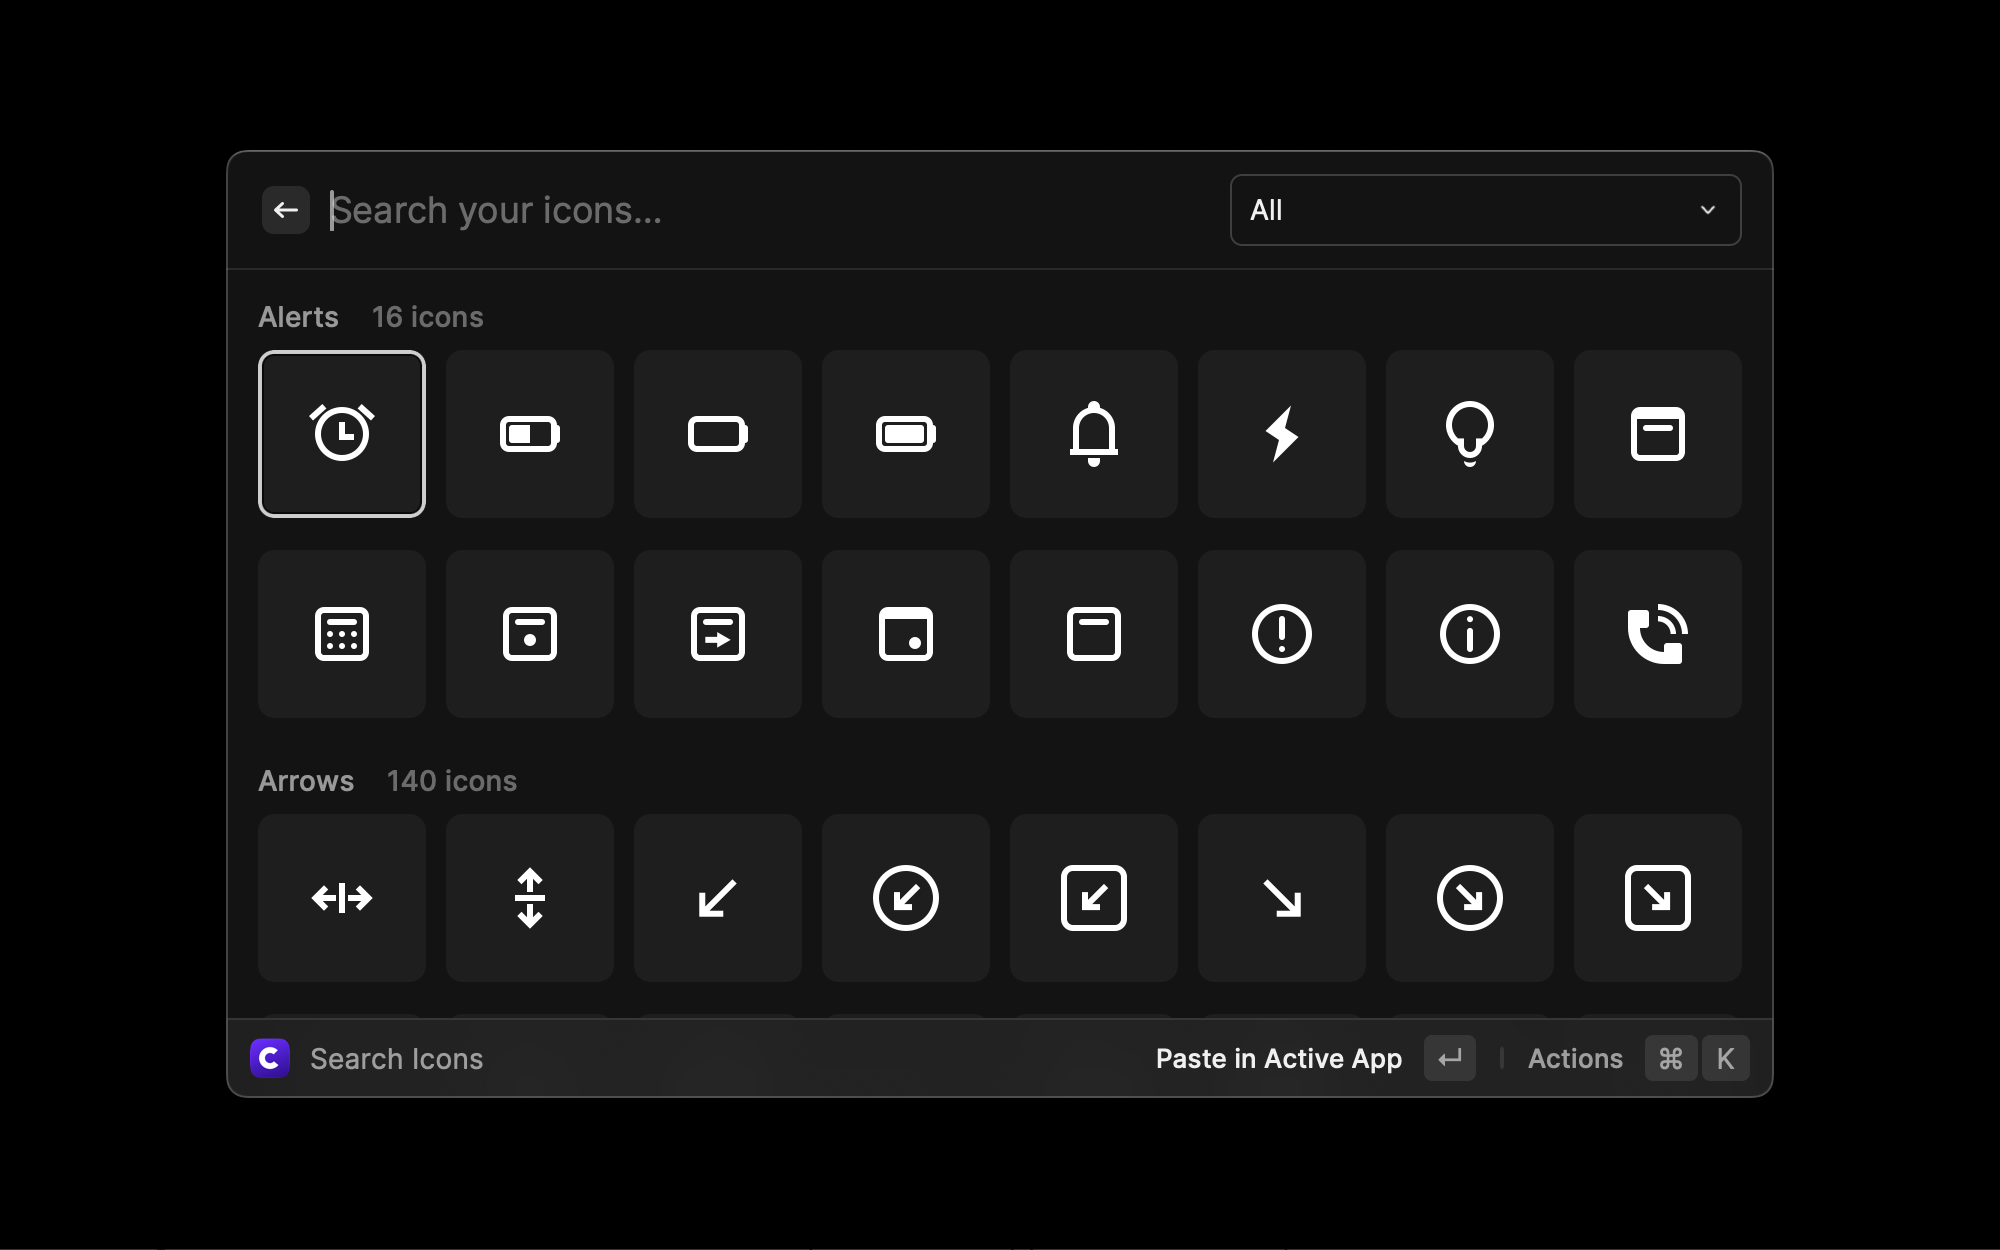 Search your icons...
All
Alerts 16 icons
Arrows 140 icons
Search Icons
Paste in Active App
Actions ⌘ K